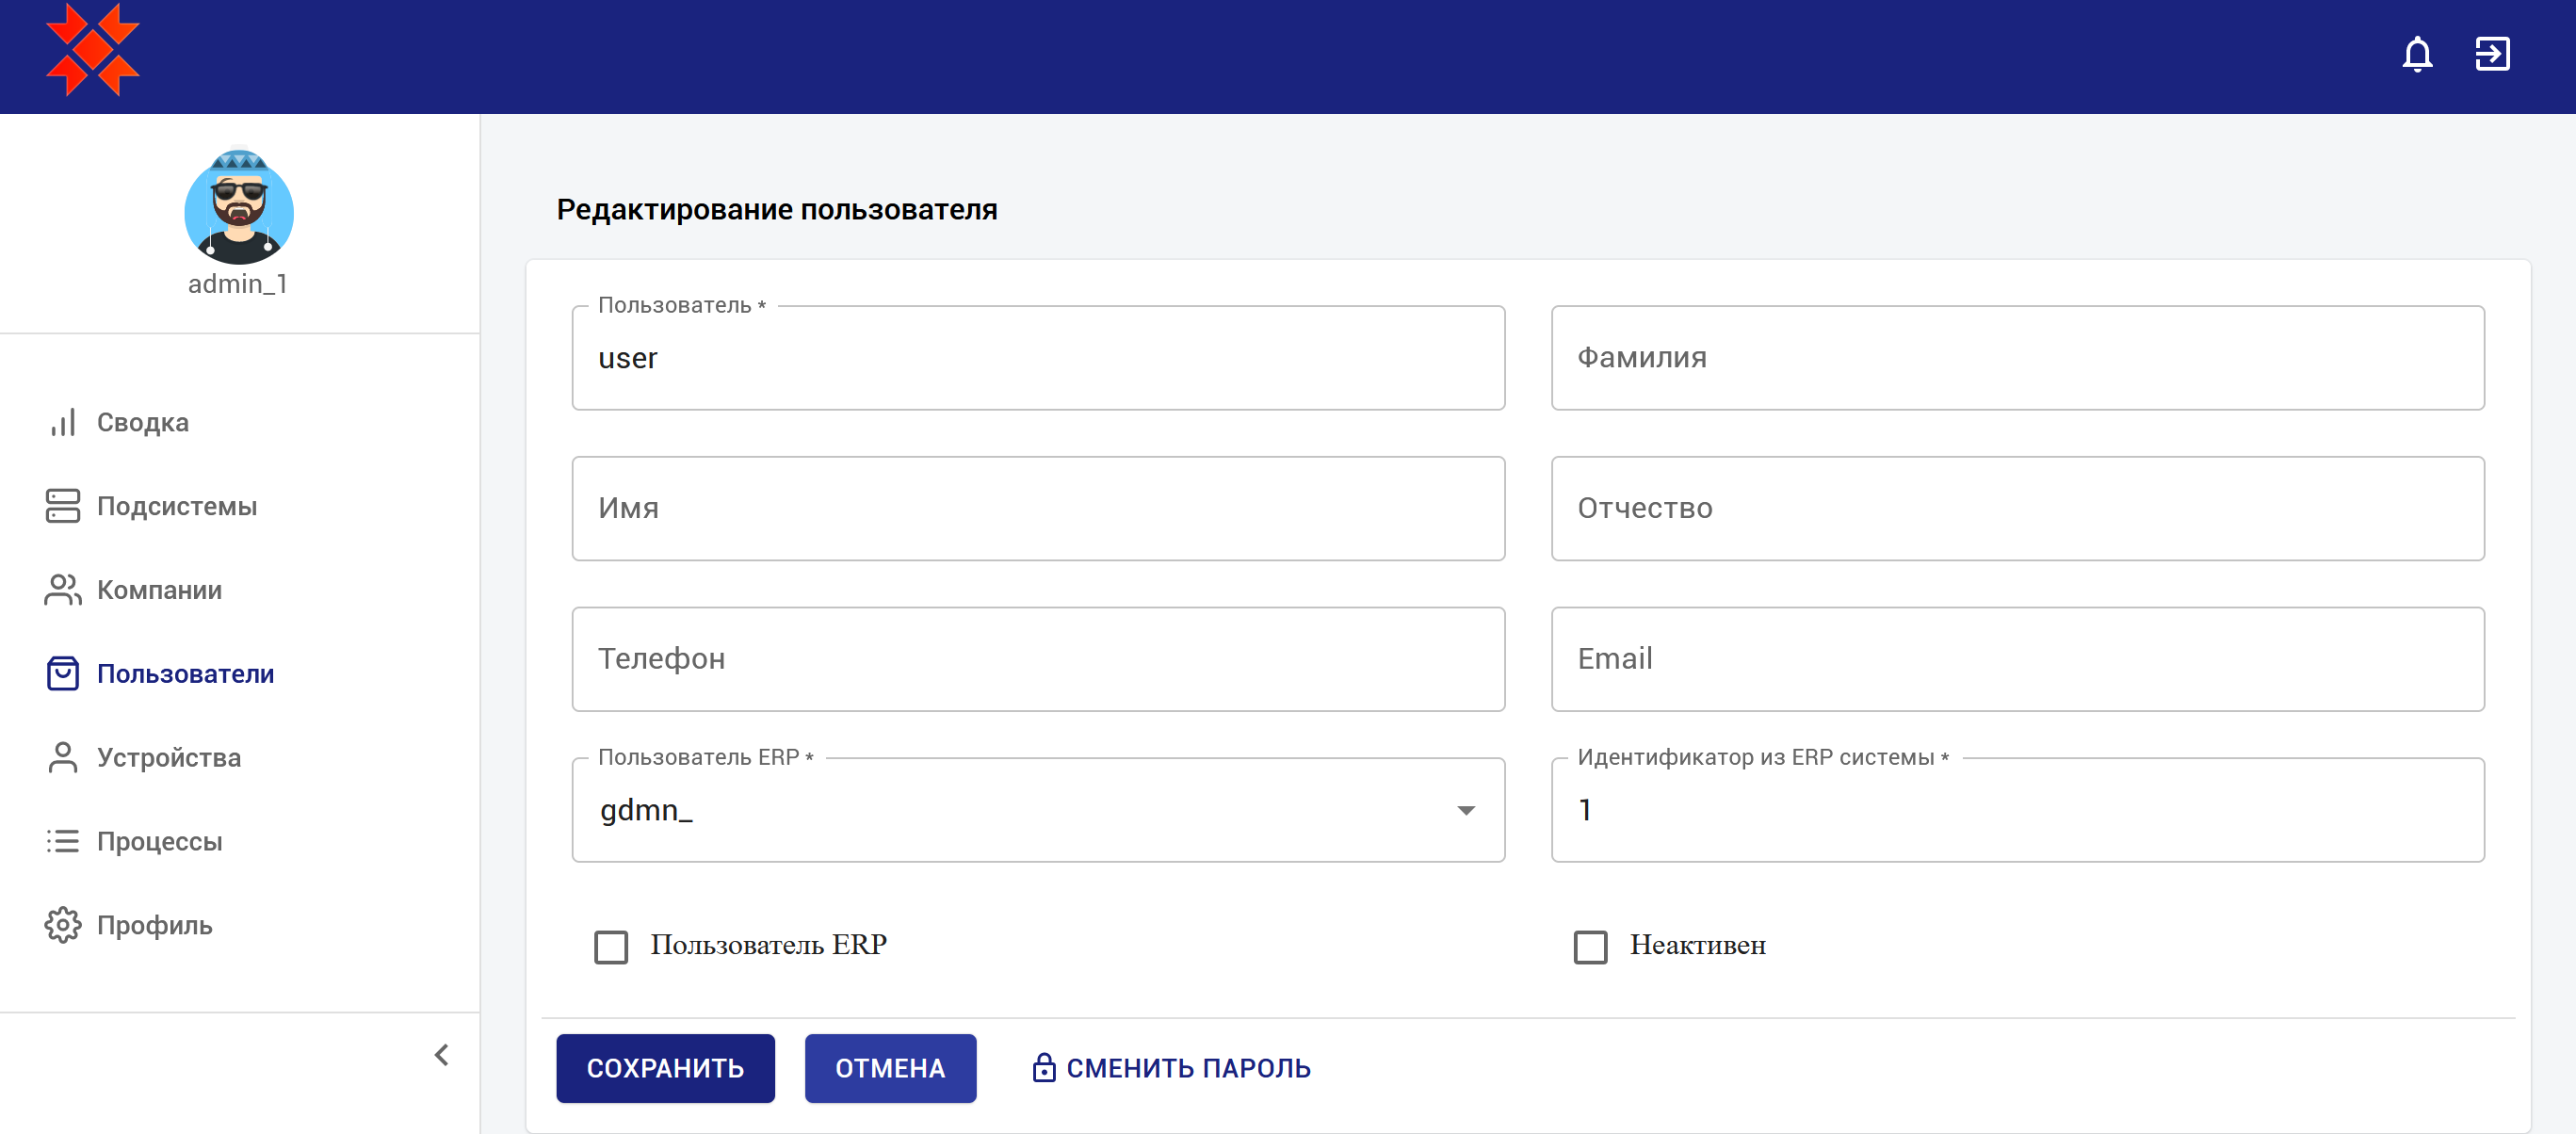 admin_1
Сводка
Подсистемы
Компании
Пользователи
Устройства
Процессы
Профиль
Редактирование пользователя
Пользователь *
user
Фамилия
Имя
Отчество
Телефон
Email
Пользователь ERP *
gdmn_
Идентификатор из ERP системы *
1
Пользователь ERP
Неактивен
СОХРАНИТЬ
ОТМЕНА
СМЕНИТЬ ПАРОЛЬ